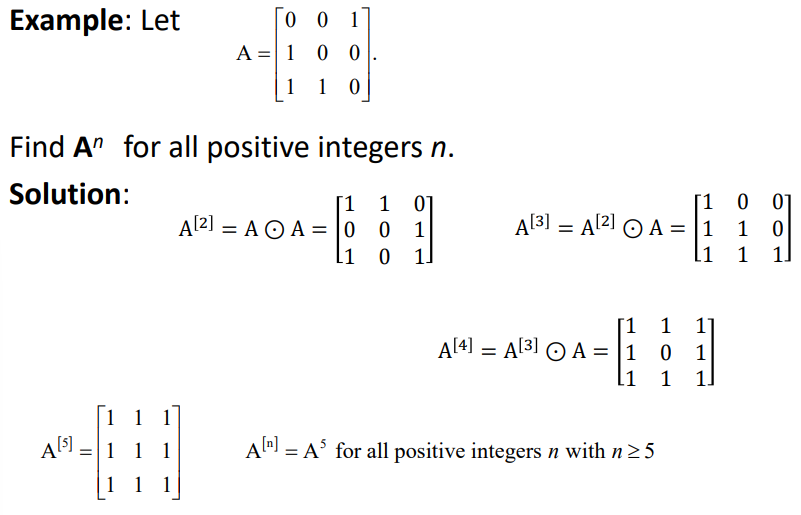 Example: Let
A = [0 0 1
1 0 0
1 1 0].
Find Aⁿ for all positive integers n.
Solution:
A^[2] = A ⊙ A = [1 1 0
0 0 1
1 0 1]
A^[3] = A^[2] ⊙ A = [1 0 0
1 1 0
1 1 1]
A^[4] = A^[3] ⊙ A = [1 1 1
1 0 1
1 1 1]
A^[5] = [1 1 1
1 1 1
1 1 1]
A^[n] = A^5 for all positive integers n with n ≥ 5